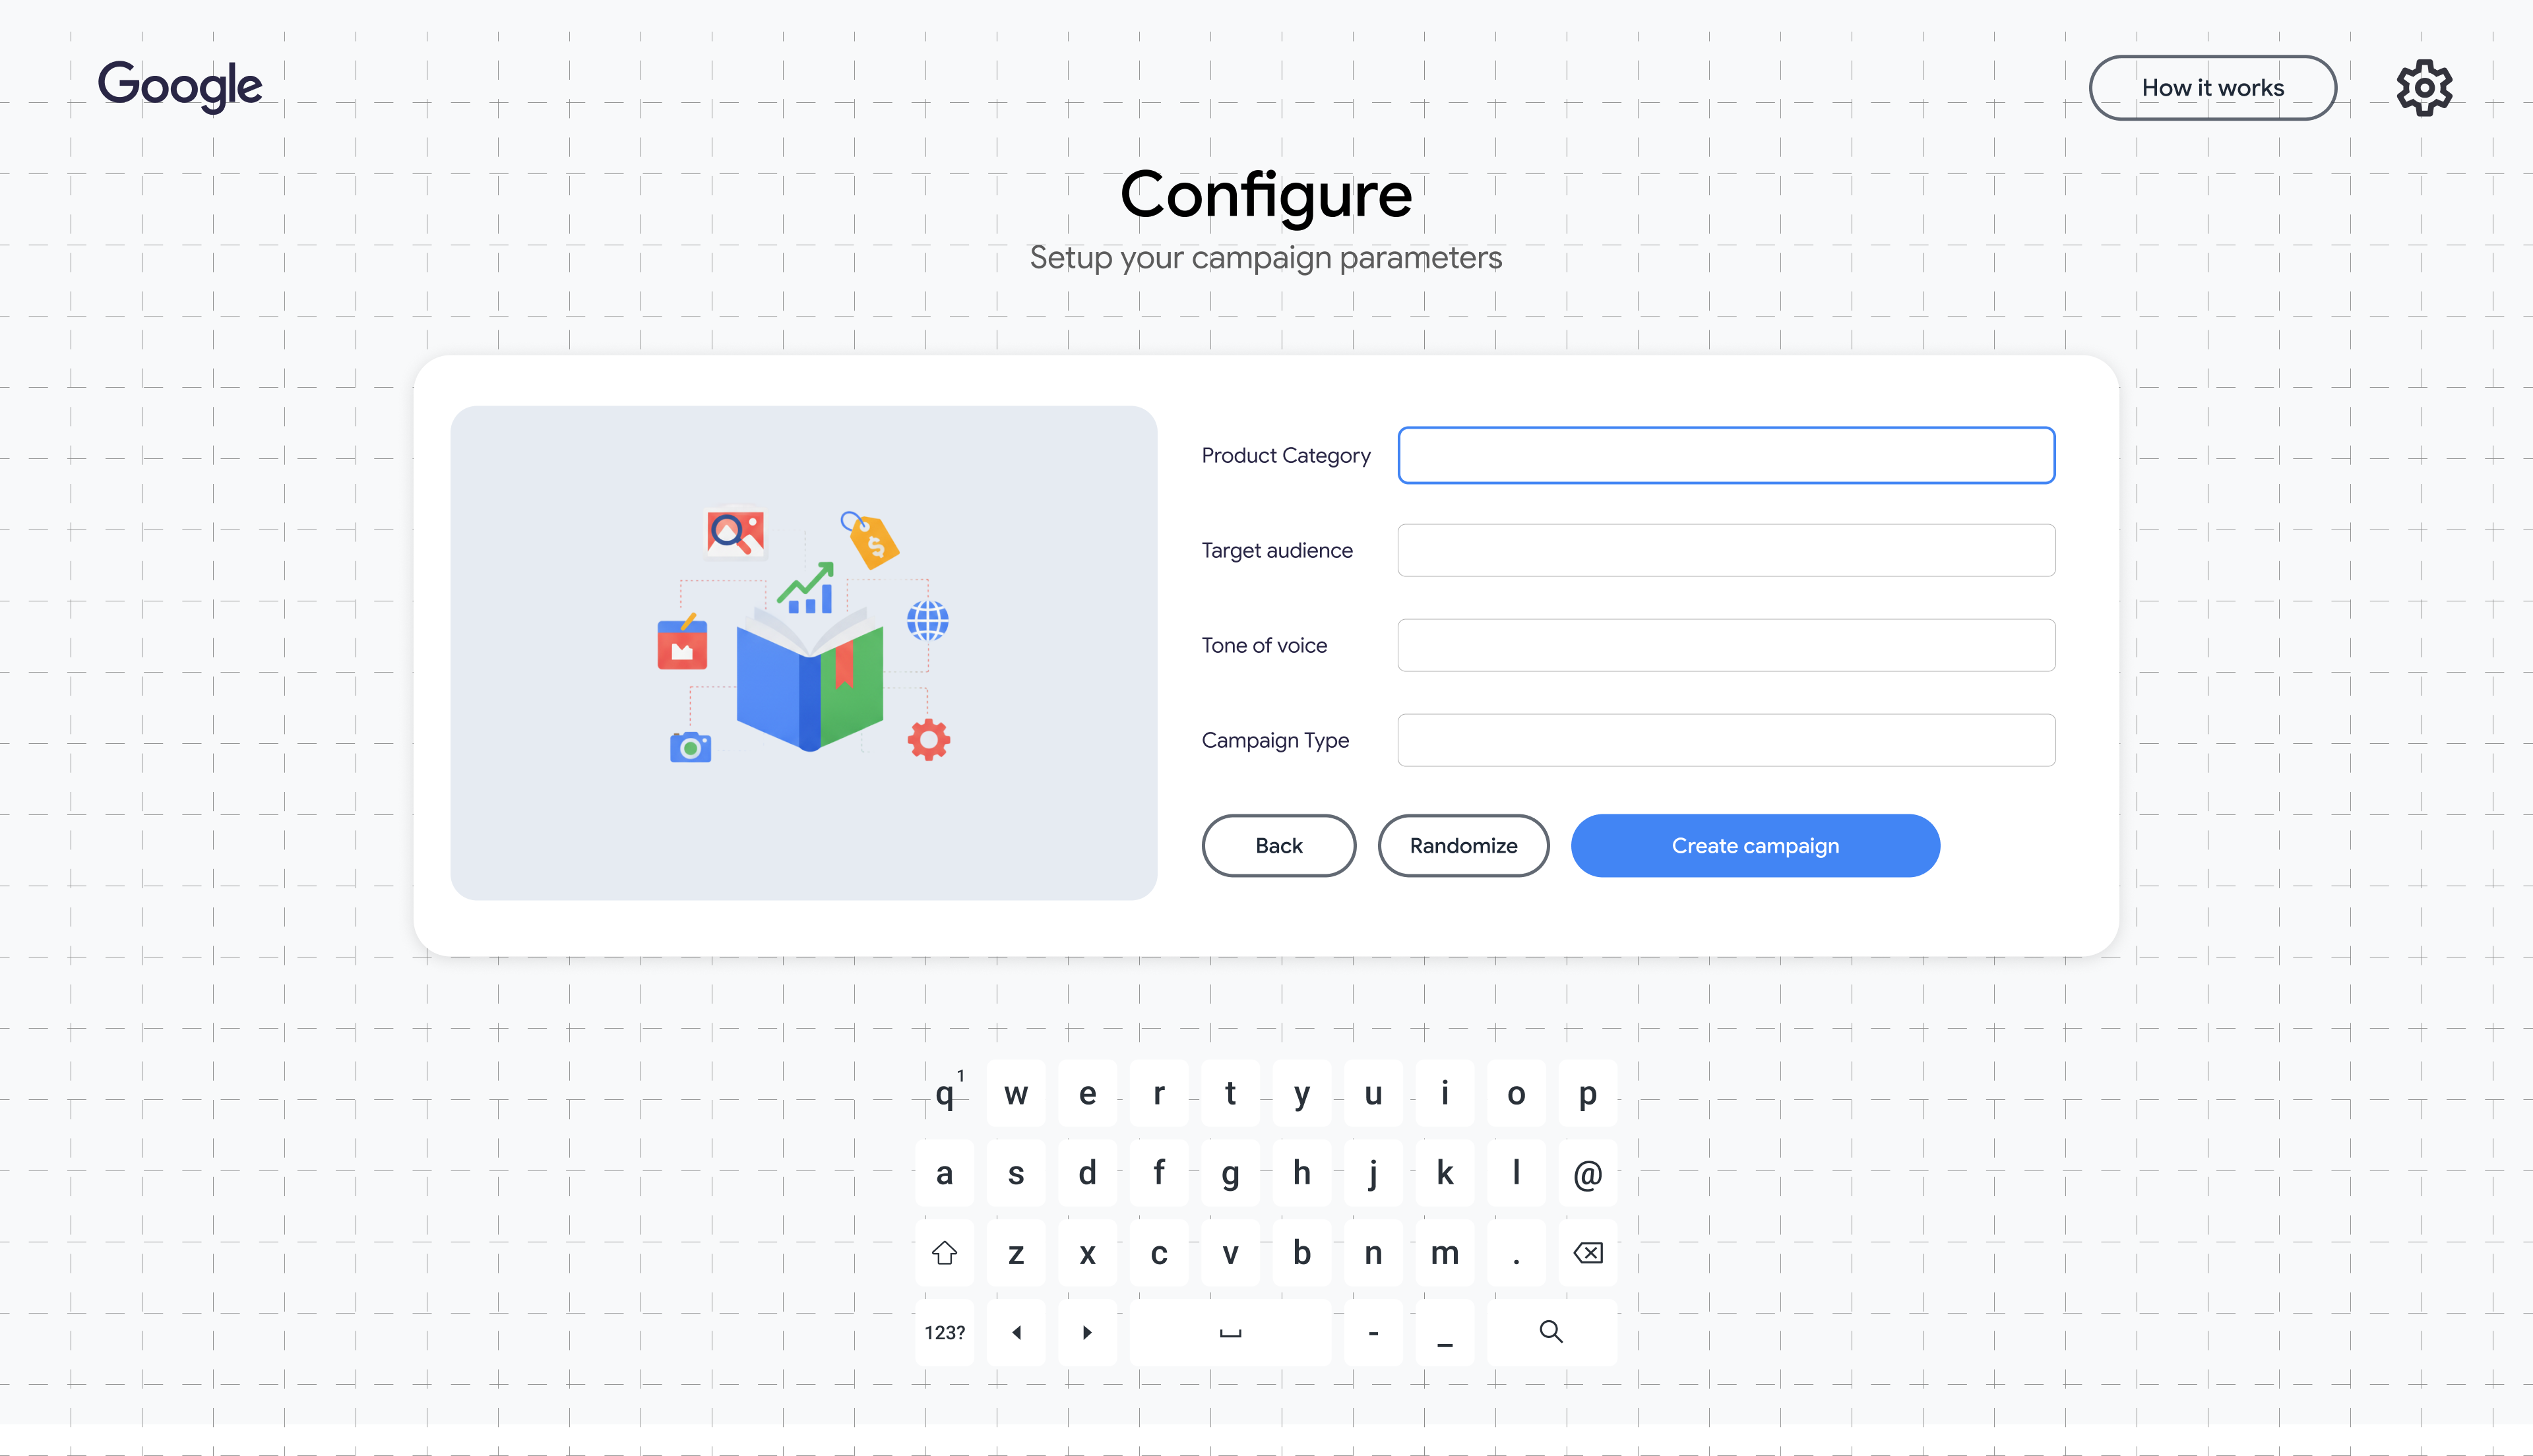 Google
How it works
Configure
Setup your campaign parameters
Product Category
Target audience
Tone of voice
Campaign Type
Back
Randomize
Create campaign
q 1 w e r t y u i o p
a s d f g h j k l @
z x c v b n m .
123? - _